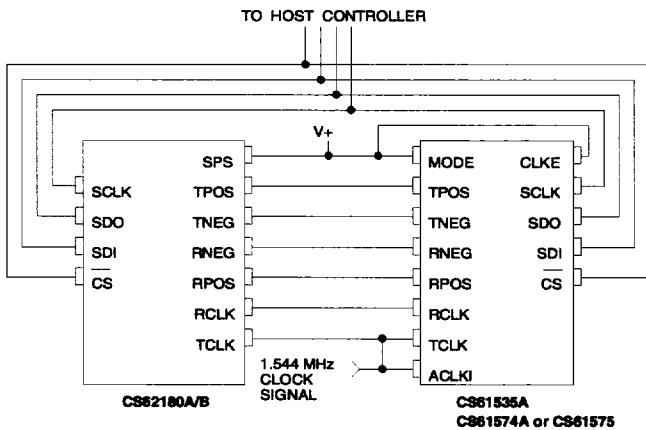 TO HOST CONTROLLER
V+
SPS
SCLK
TPOS
SDO
TNEG
SDI
RNEG
CS
RPOS
RCLK
TCLK
MODE
CLKE
TPOS
SCLK
TNEG
SDO
RNEG
SDI
RPOS
CS
RCLK
TCLK
ACLKI
1.544 MHz
CLOCK
SIGNAL
CS62180A/B
CS61535A
CS61574A or CS61575